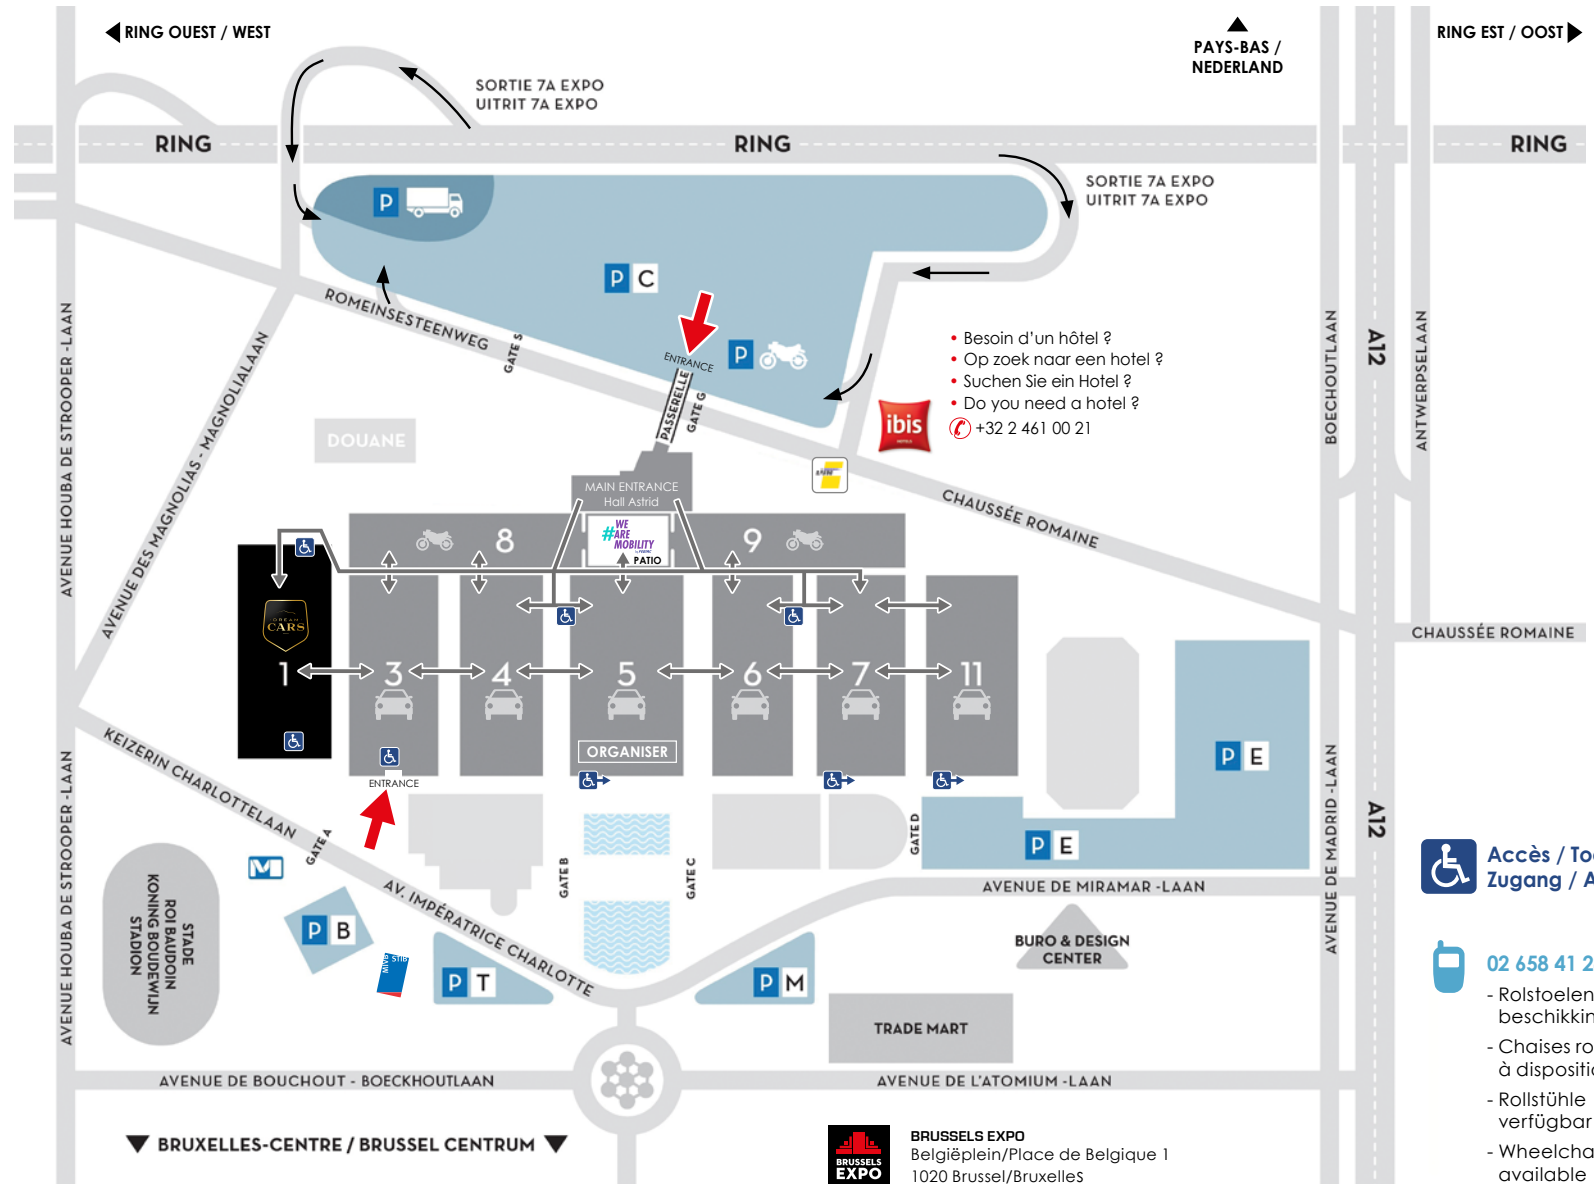 RING OUEST / WEST
PAYS-BAS /
NEDERLAND
RING EST / OOST
SORTIE 7A EXPO
UITRIT 7A EXPO
RING
RING
RING
SORTIE 7A EXPO
UITRIT 7A EXPO
P
P C
ROMEINSESTEENWEG
GATE S
ENTRANCE
P
PASSERELLE
GATE G
• Besoin d'un hôtel ?
• Op zoek naar een hotel ?
• Suchen Sie ein Hotel ?
• Do you need a hotel ?
+32 2 461 00 21
ibis
HOTELS
AVENUE HOUBA DE STROOPER -LAAN
AVENUE DES MAGNOLIAS - MAGNOLIALAAN
BOECHOUTLAAN
A12
ANTWERPSELAAN
DOUANE
MAIN ENTRANCE
Hall Astrid
CHAUSSÉE ROMAINE
8
#WE
ARE
MOBILITY
PATIO
9
CHAUSSÉE ROMAINE
DREAM
CARS
1
3
4
5
6
7
11
ORGANISER
ENTRANCE
KEIZERIN CHARLOTTELAAN
GATE A
GATE B
GATE C
GATE D
P E
P E
AVENUE HOUBA DE STROOPER -LAAN
AVENUE DE MADRID -LAAN
A12
M
STADE
ROI BAUDOIN
KONING BOUDEWIJN
STADION
P B
STIB
MIVB
AV. IMPÉRATRICE CHARLOTTE
P T
P M
AVENUE DE MIRAMAR -LAAN
BURO & DESIGN
CENTER
TRADE MART
AVENUE DE BOUCHOUT - BOECKHOUTLAAN
AVENUE DE L'ATOMIUM -LAAN
BRUXELLES-CENTRE / BRUSSEL CENTRUM
BRUSSELS
EXPO
BRUSSELS EXPO
Belgiëplein/Place de Belgique 1
1020 Brussel/Bruxelles
Accès / To
Zugang / A
02 658 41 2
- Rolstoelen
beschikkin
- Chaises ro
à dispositi
- Rollstühle
verfügbar
- Wheelcha
available